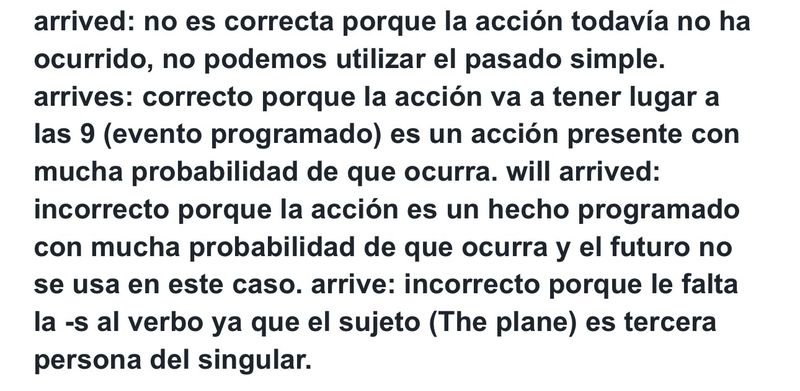 arrived: no es correcta porque la acción todavía no ha
ocurrido, no podemos utilizar el pasado simple.
arrives: correcto porque la acción va a tener lugar a
las 9 (evento programado) es un acción presente con
mucha probabilidad de que ocurra. will arrived:
incorrecto porque la acción es un hecho programado
con mucha probabilidad de que ocurra y el futuro no
se usa en este caso. arrive: incorrecto porque le falta
la -s al verbo ya que el sujeto (The plane) es tercera
persona del singular.